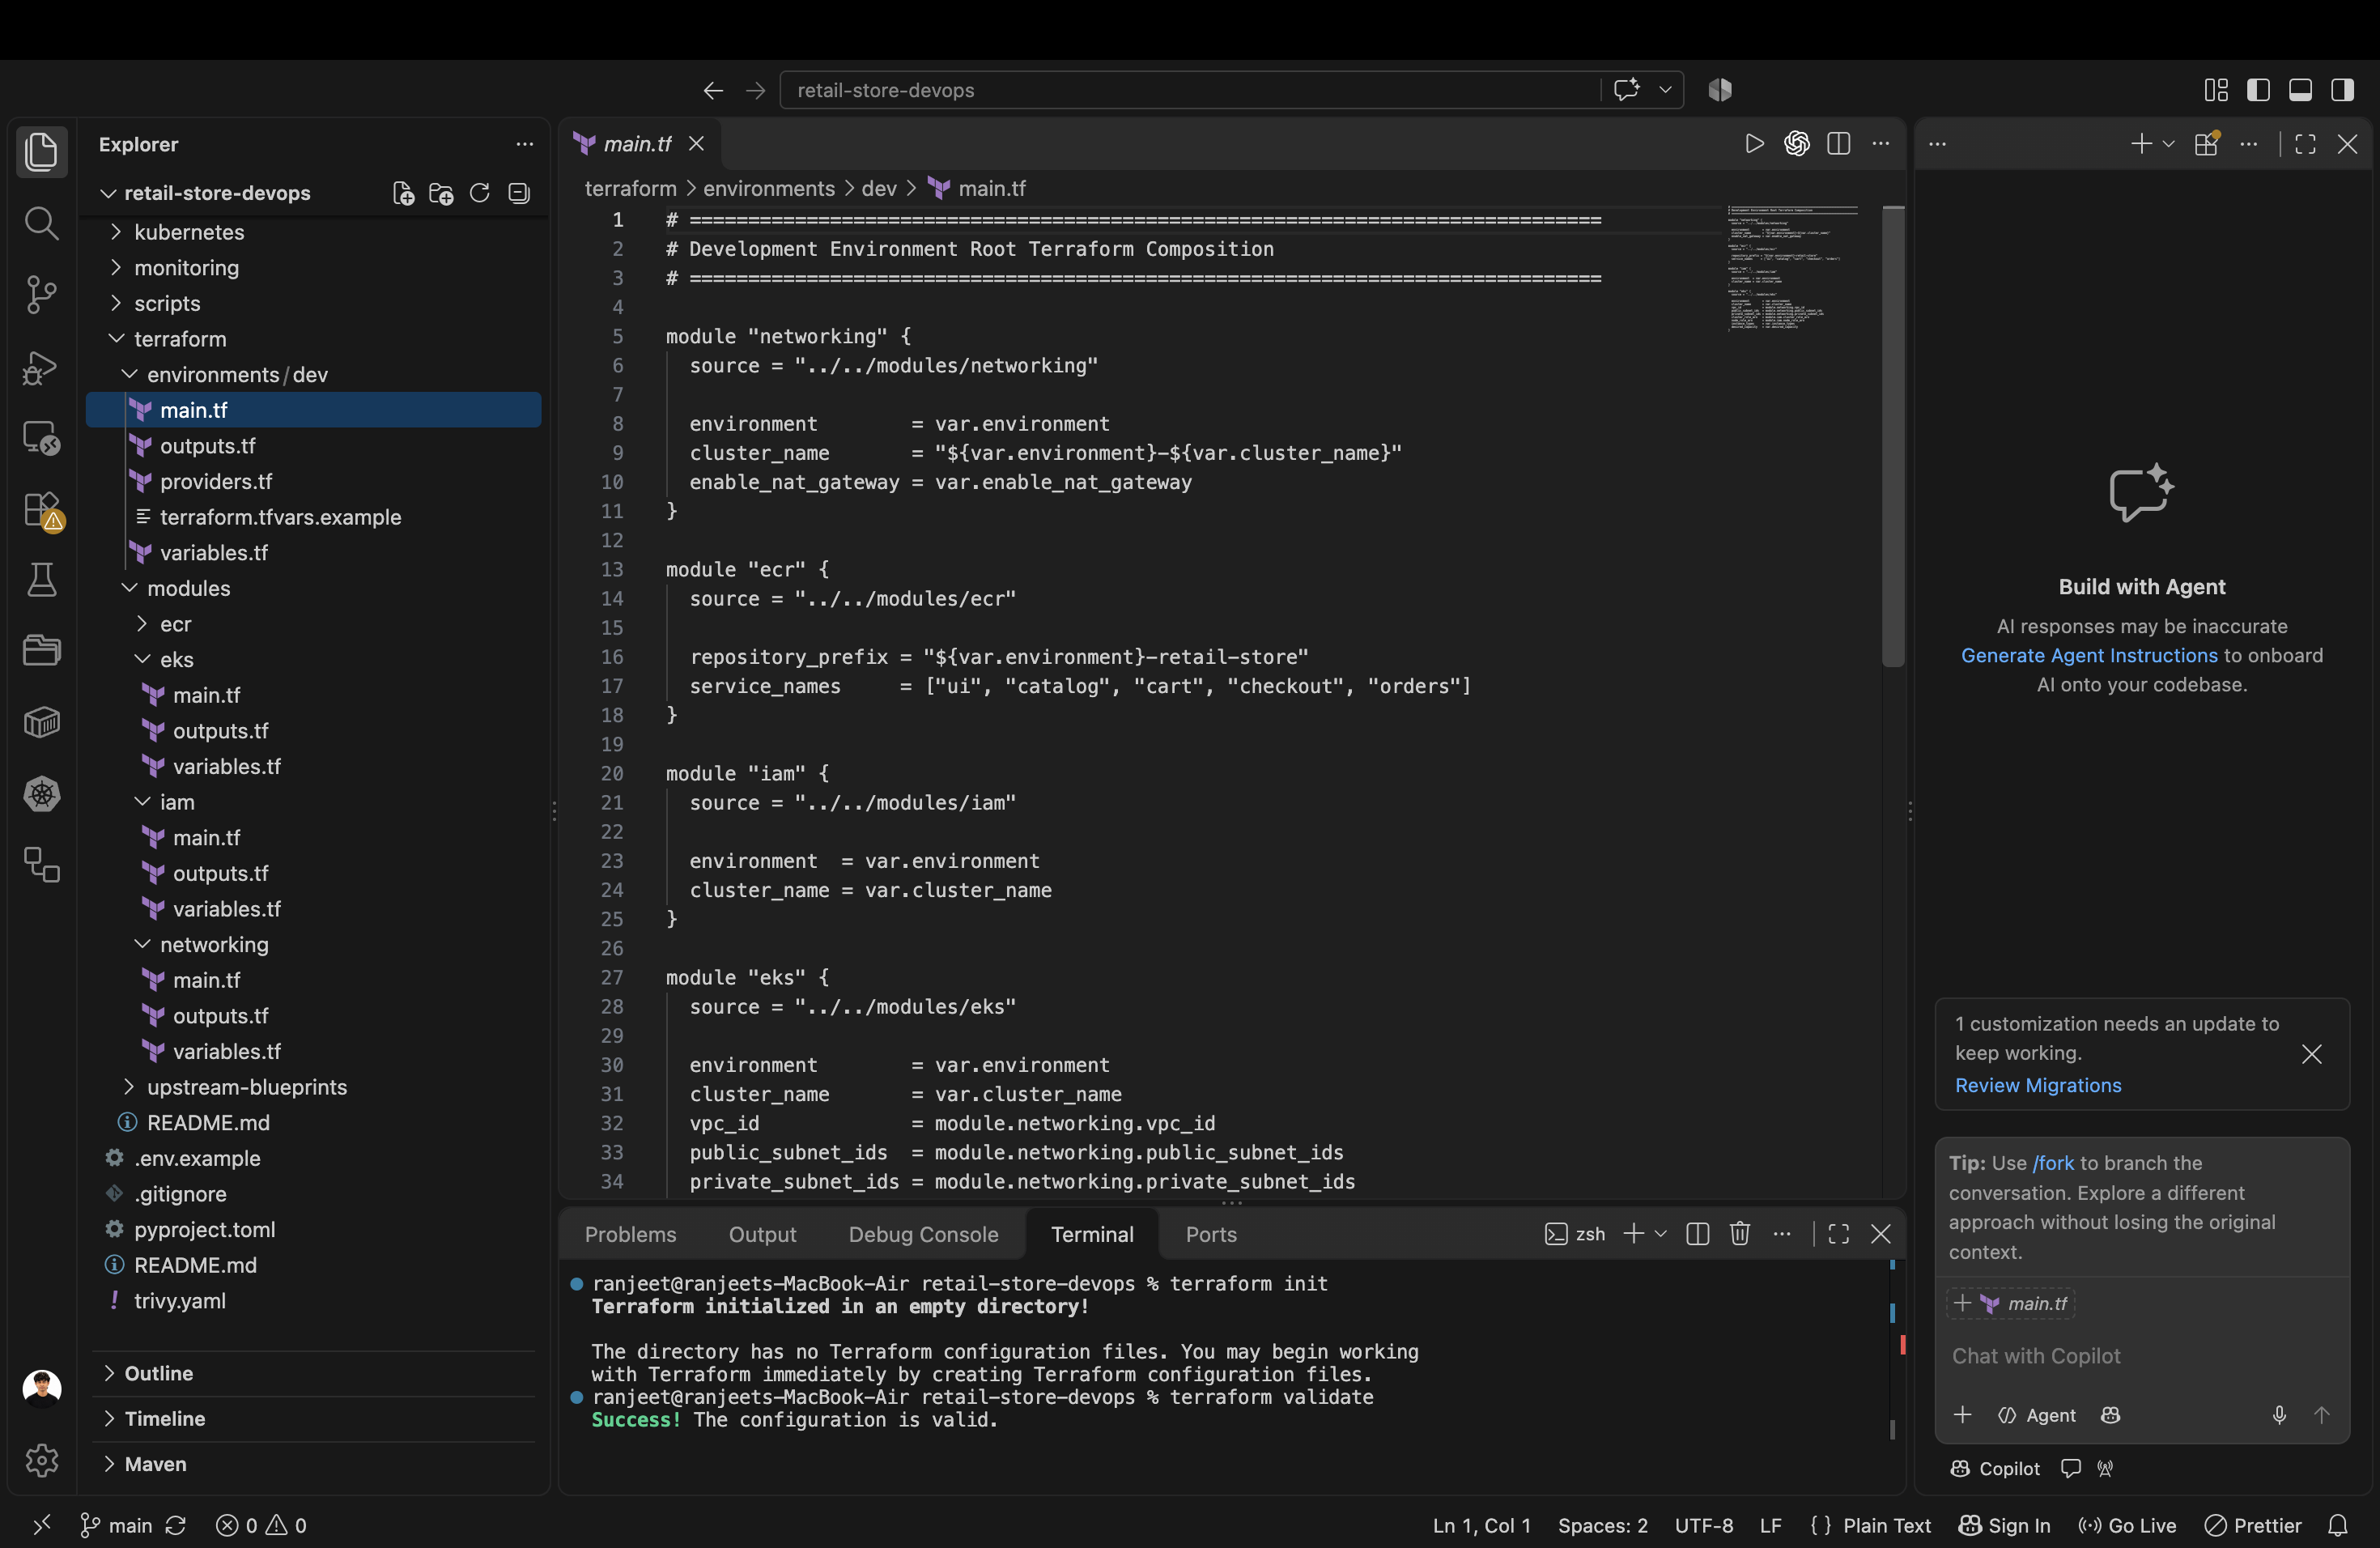 retail-store-devops
Explorer
retail-store-devops
kubernetes
monitoring
scripts
terraform
environments/dev
main.tf
outputs.tf
providers.tf
terraform.tfvars.example
variables.tf
modules
ecr
eks
main.tf
outputs.tf
variables.tf
iam
main.tf
outputs.tf
variables.tf
networking
main.tf
outputs.tf
variables.tf
upstream-blueprints
README.md
.env.example
.gitignore
pyproject.toml
README.md
! trivy.yaml
Outline
Timeline
Maven
main.tf
terraform > environments > dev > main.tf
1 # ==============================================================================
2 # Development Environment Root Terraform Composition
3 # ==============================================================================
4
5 module "networking" {
6 source = "../../modules/networking"
7
8 environment        = var.environment
9 cluster_name       = "${var.environment}-${var.cluster_name}"
10 enable_nat_gateway = var.enable_nat_gateway
11 }
12
13 module "ecr" {
14 source = "../../modules/ecr"
15
16 repository_prefix = "${var.environment}-retail-store"
17 service_names     = ["ui", "catalog", "cart", "checkout", "orders"]
18 }
19
20 module "iam" {
21 source = "../../modules/iam"
22
23 environment  = var.environment
24 cluster_name = var.cluster_name
25 }
26
27 module "eks" {
28 source = "../../modules/eks"
29
30 environment        = var.environment
31 cluster_name       = var.cluster_name
32 vpc_id             = module.networking.vpc_id
33 public_subnet_ids  = module.networking.public_subnet_ids
34 private_subnet_ids = module.networking.private_subnet_ids
Problems Output Debug Console Terminal Ports zsh
ranjeet@ranjeets-MacBook-Air retail-store-devops % terraform init
Terraform initialized in an empty directory!
The directory has no Terraform configuration files. You may begin working
with Terraform immediately by creating Terraform configuration files.
ranjeet@ranjeets-MacBook-Air retail-store-devops % terraform validate
Success! The configuration is valid.
Build with Agent
AI responses may be inaccurate
Generate Agent Instructions to onboard
AI onto your codebase.
1 customization needs an update to
keep working.
Review Migrations
Tip: Use /fork to branch the
conversation. Explore a different
approach without losing the original
context.
main.tf
Chat with Copilot
Agent
Copilot
main 0 0 Ln 1, Col 1 Spaces: 2 UTF-8 LF { } Plain Text Sign In Go Live Prettier